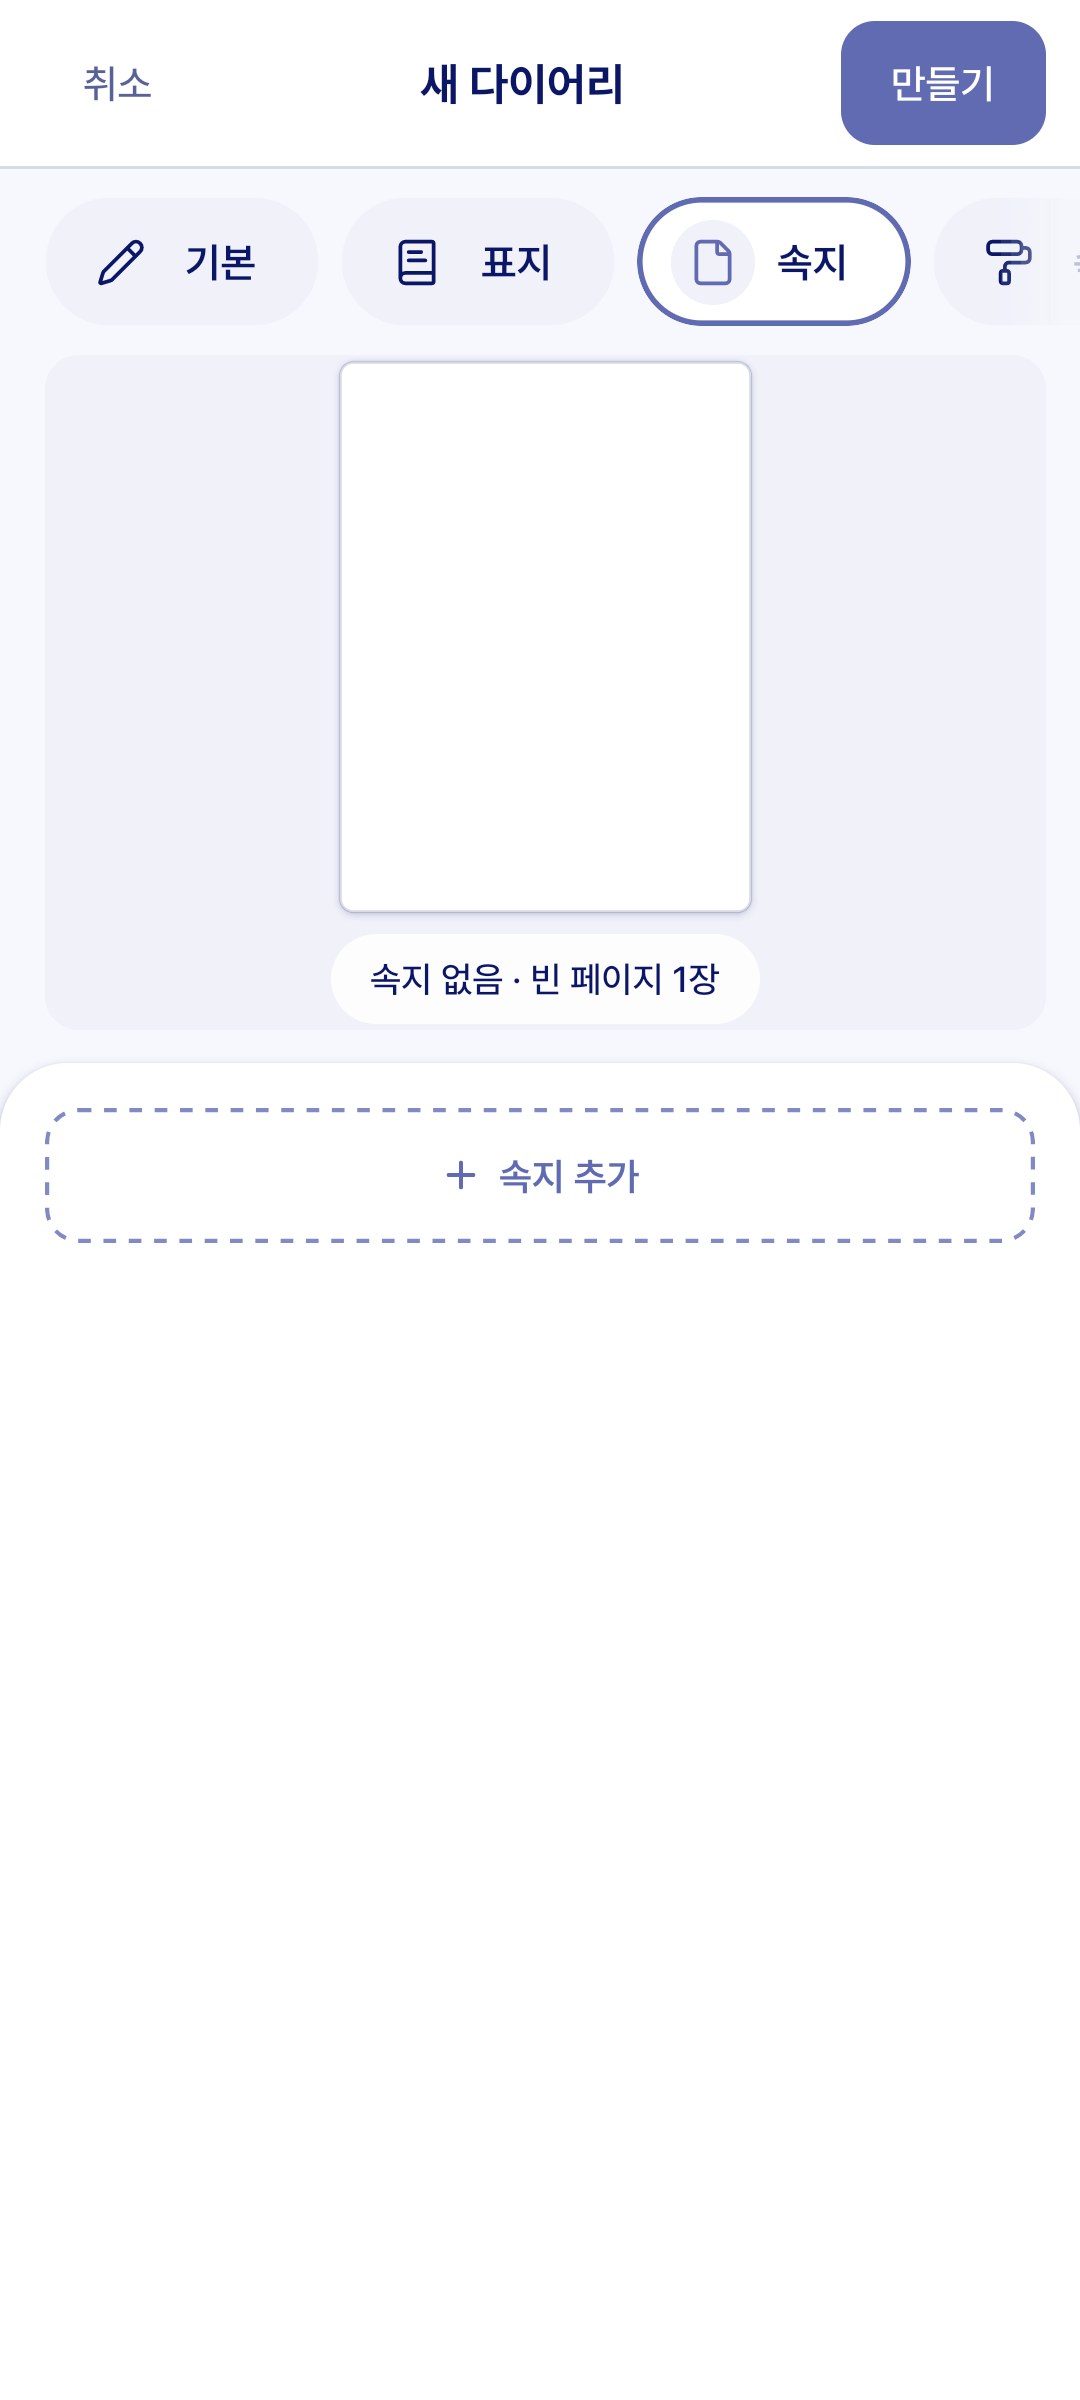 취소
새 다이어리
만들기
기본
표지
속지
속지 없음 · 빈 페이지 1장
+ 속지 추가